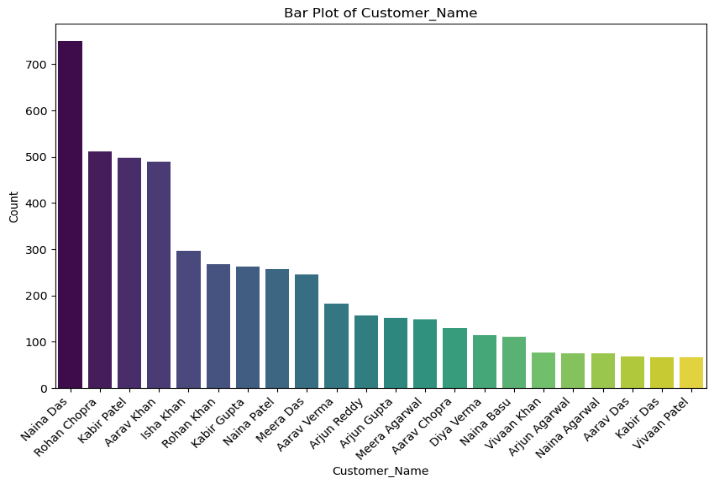 Bar Plot of Customer_Name
Count
700
600
500
400
300
200
100
0
Naina Das
Rohan Chopra
Kabir Patel
Aarav Khan
Isha Khan
Rohan Khan
Kabir Gupta
Naina Patel
Meera Das
Aarav Verma
Arjun Reddy
Arjun Gupta
Meera Agarwal
Aarav Chopra
Diya Verma
Naina Basu
Vivaan Khan
Arjun Agarwal
Naina Agarwal
Aarav Das
Kabir Das
Vivaan Patel
Customer_Name